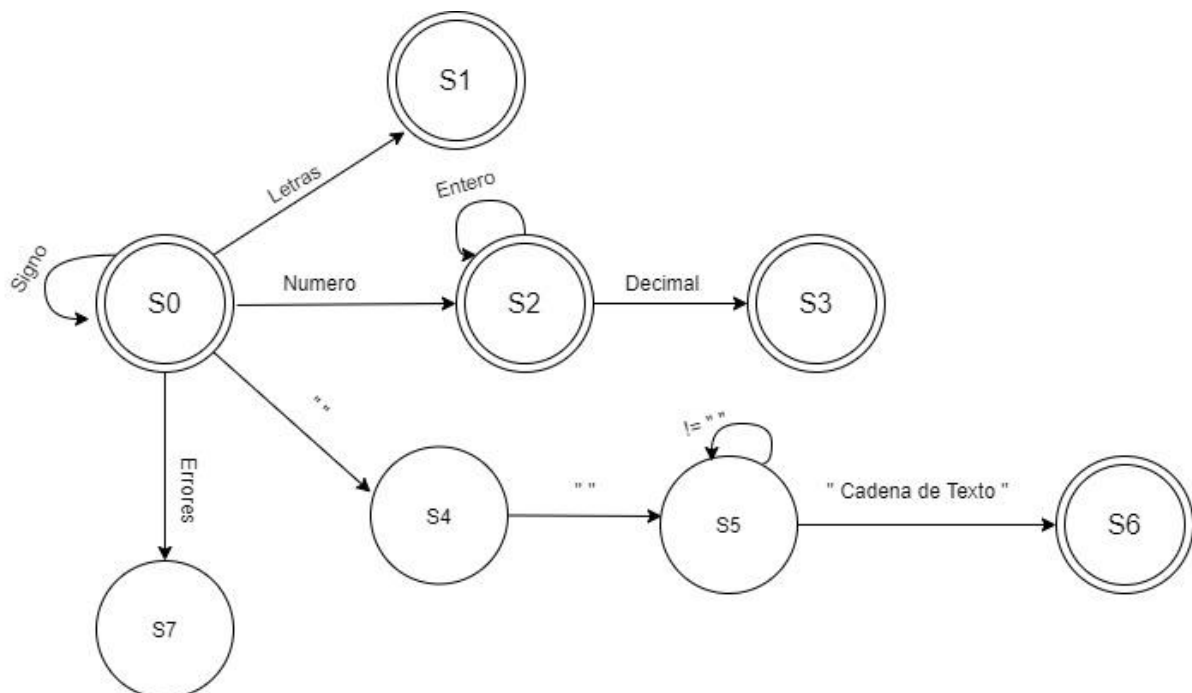 S1
Letras
Entero
Signo
S0
Numero
S2
Decimal
S3
" "
!= " "
Errores
S4
" "
S5
" Cadena de Texto "
S6
S7